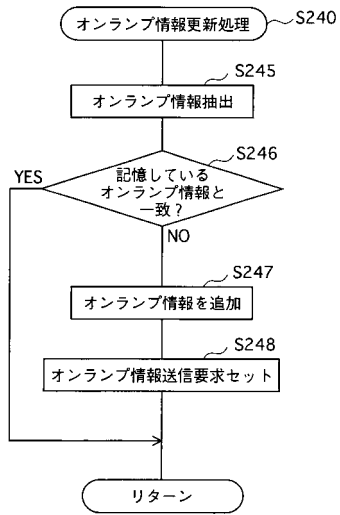 オンランプ情報更新処理
S240
S245
オンランプ情報抽出
S246
YES
記憶している
オンランプ情報と
一致？
NO
S247
オンランプ情報を追加
S248
オンランプ情報送信要求セット
リターン